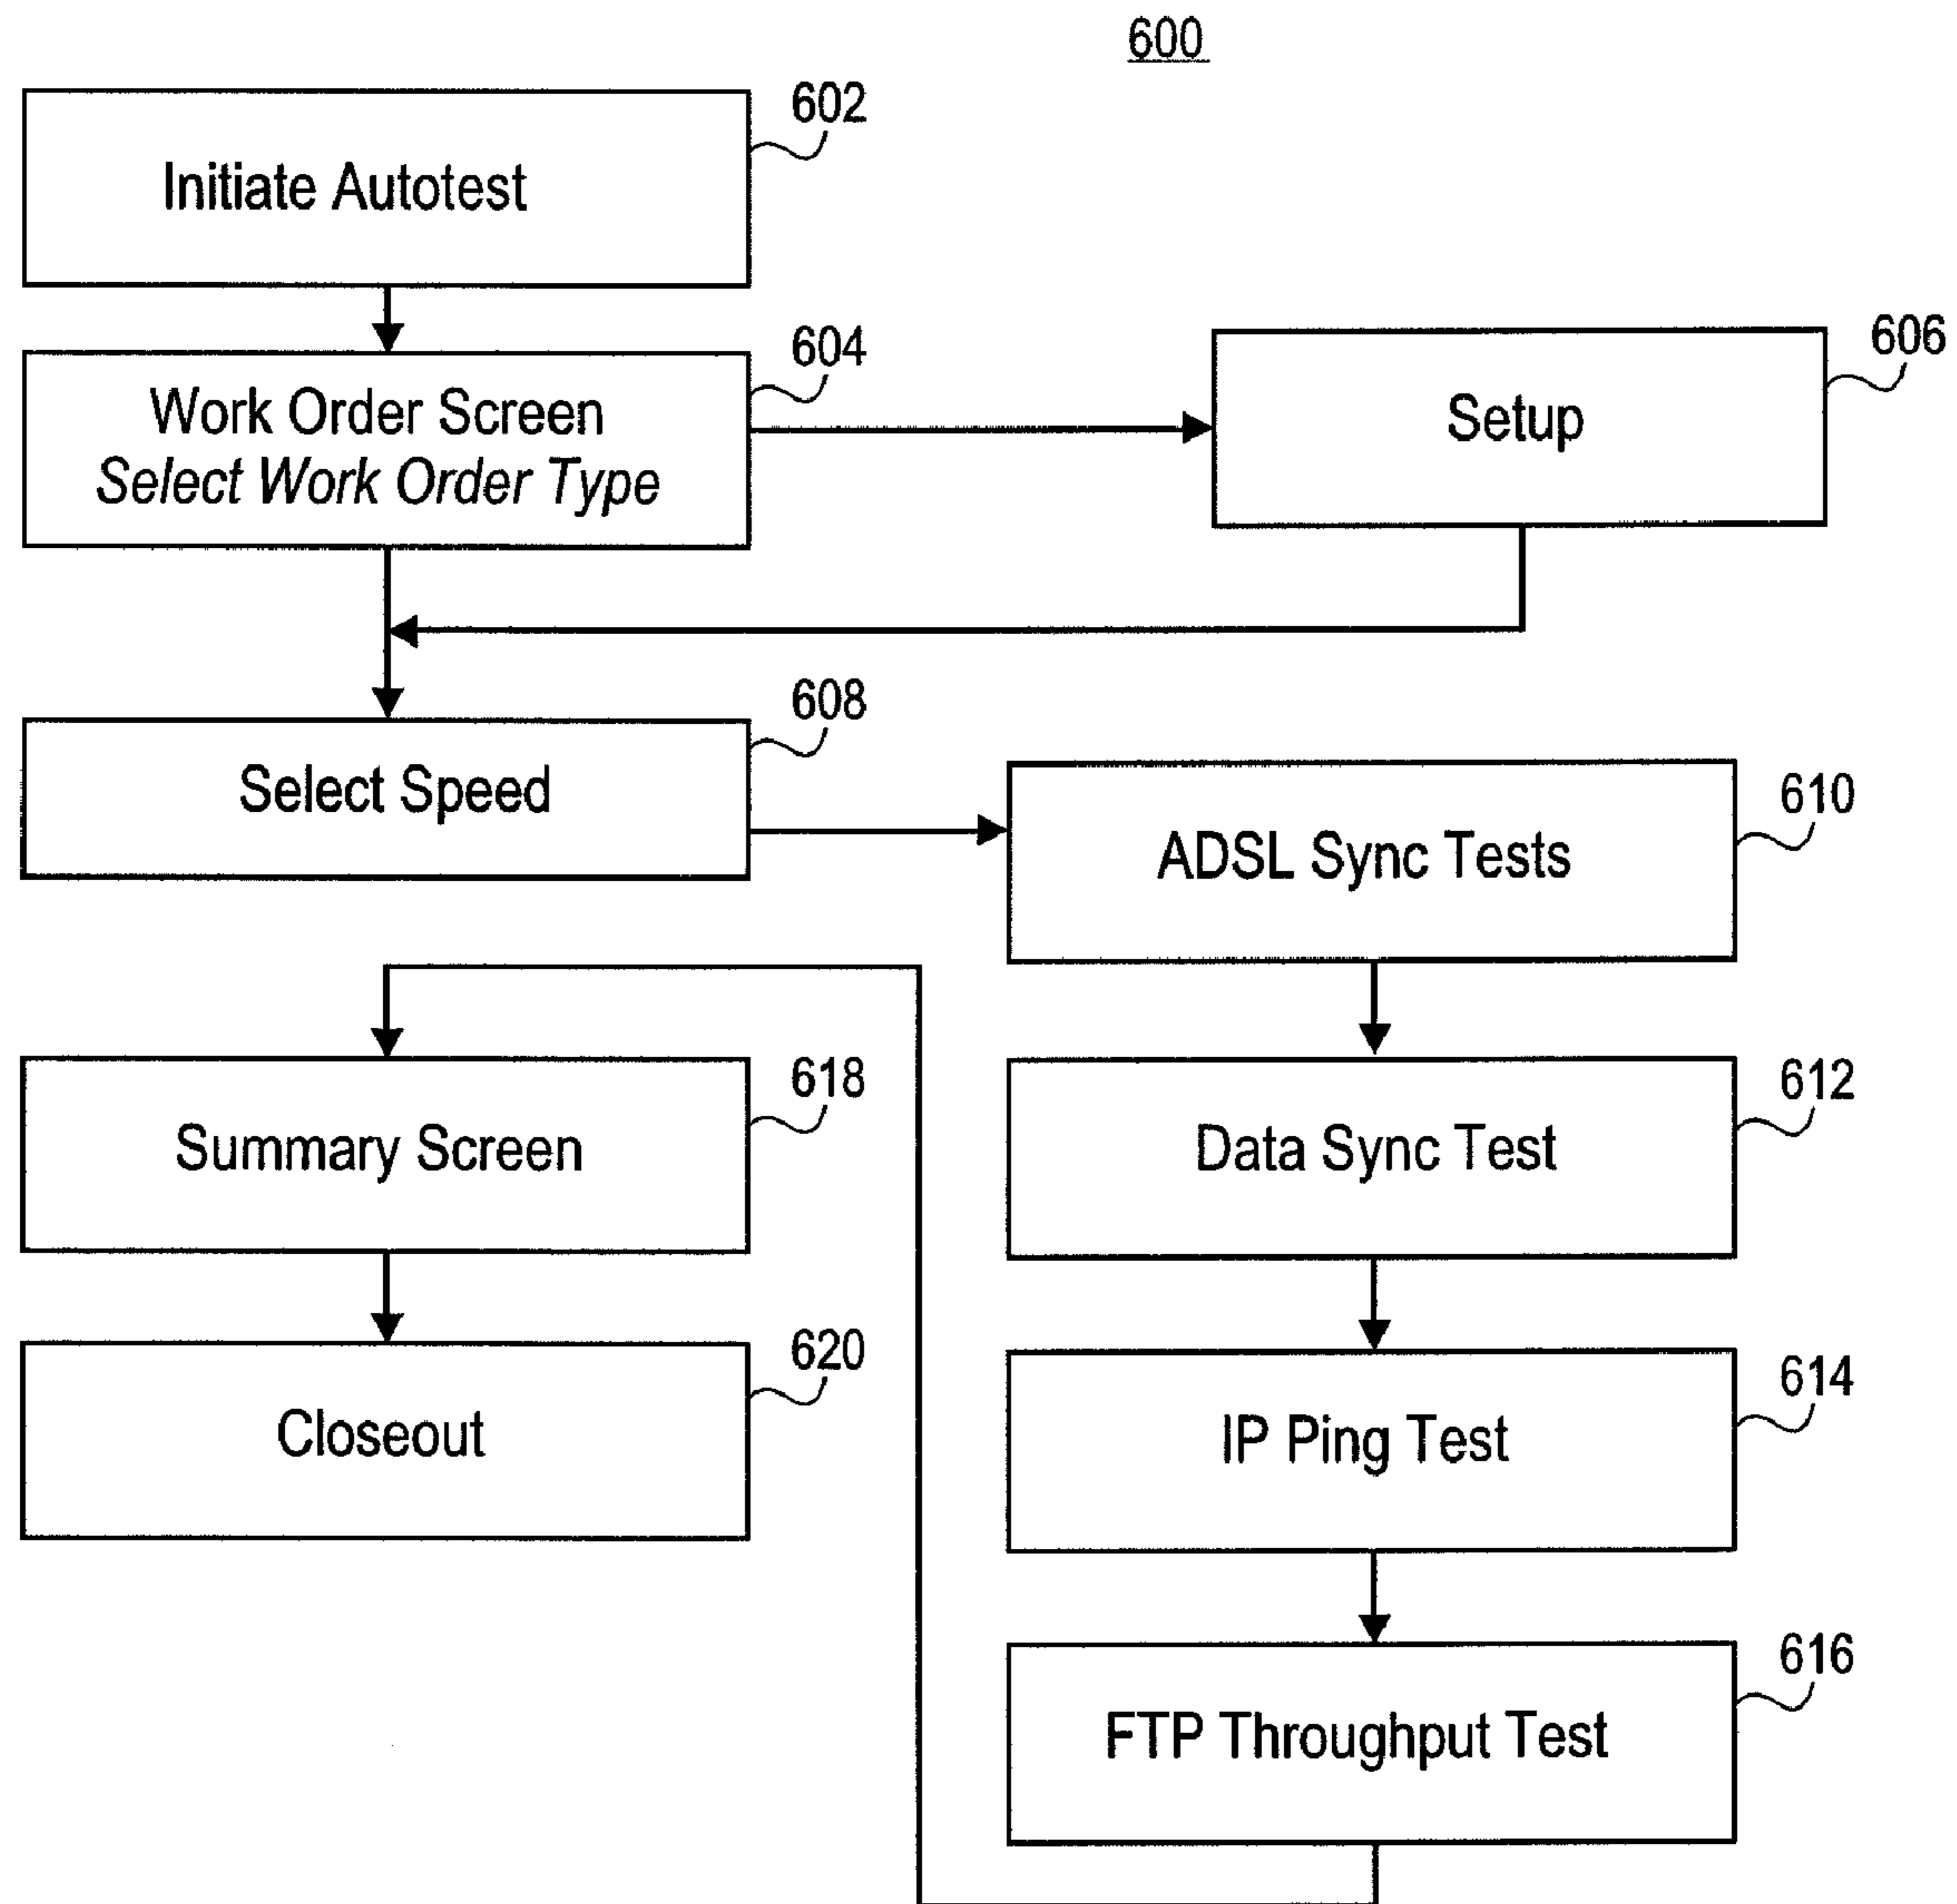 600
602
Initiate Autotest
604
Work Order Screen
Select Work Order Type
606
Setup
608
Select Speed
610
ADSL Sync Tests
612
Data Sync Test
614
IP Ping Test
616
FTP Throughput Test
618
Summary Screen
620
Closeout